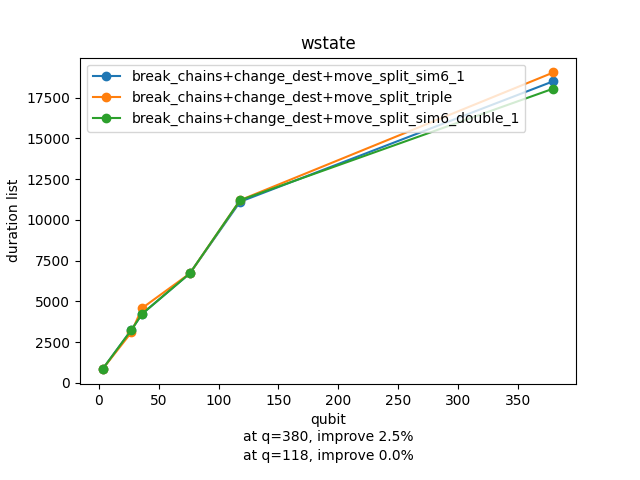 wstate
break_chains+change_dest+move_split_sim6_1
break_chains+change_dest+move_split_triple
break_chains+change_dest+move_split_sim6_double_1
duration list
17500
15000
12500
10000
7500
5000
2500
0
0 50 100 150 200 250 300 350
qubit
at q=380, improve 2.5%
at q=118, improve 0.0%